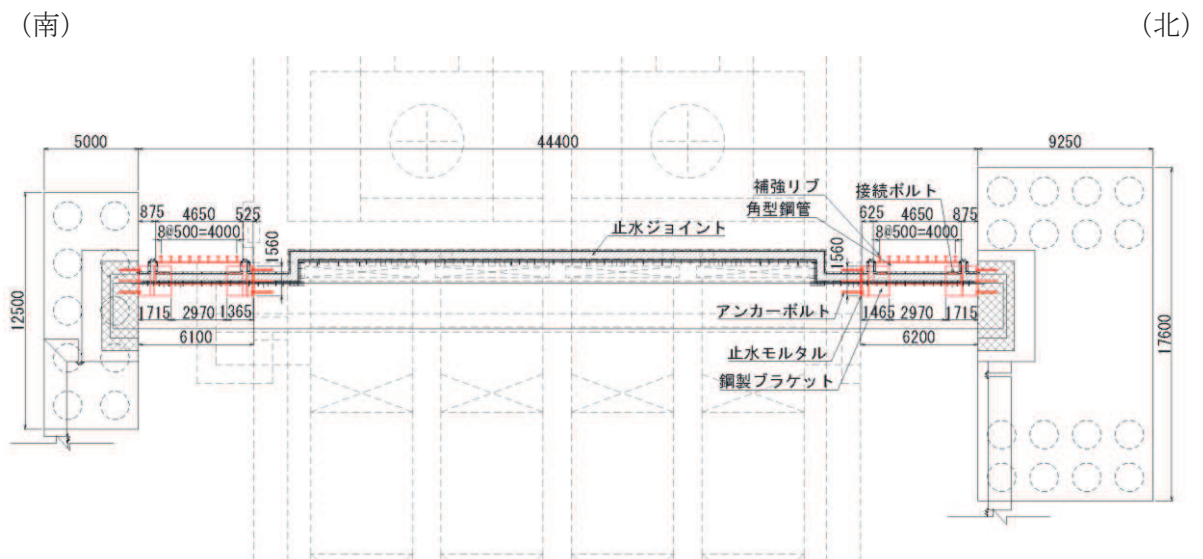 （南）
（北）
5000
44400
9250
補強リブ
接続ボルト
角型鋼管
875
4650
525
625
4650
875
8@500=4000
8@500=4000
止水ジョイント
1560
1560
12500
17600
1715
2970
1365
アンカーボルト
1465
2970
1715
6100
6200
止水モルタル
鋼製ブラケット